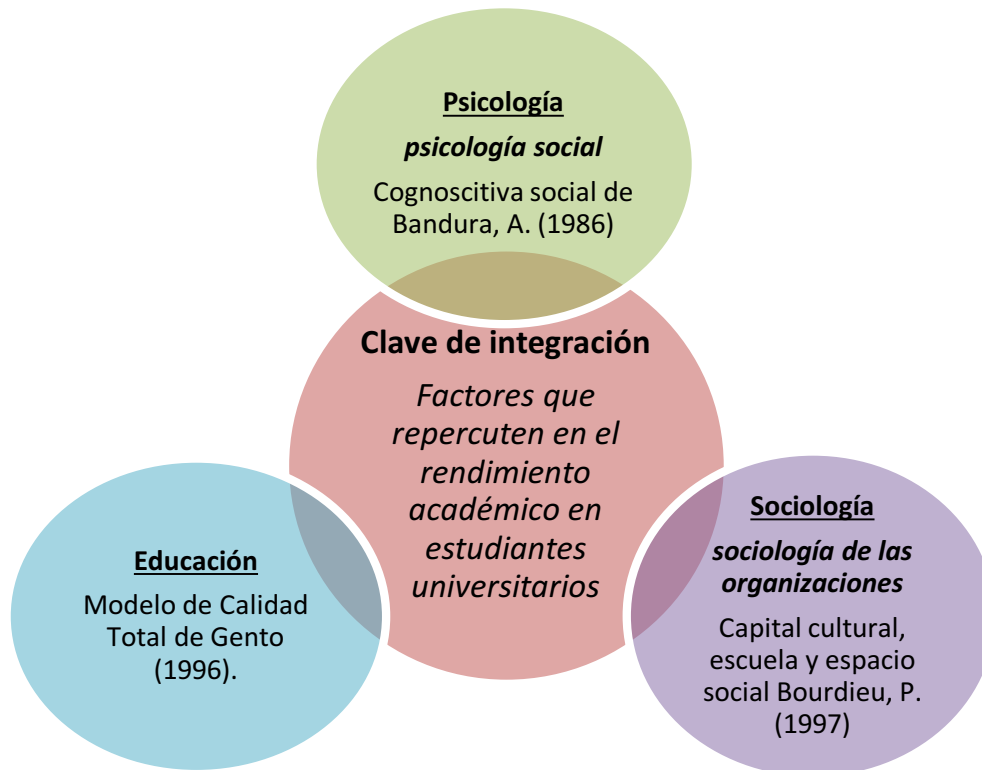 Psicología
psicología social
Cognoscitiva social de
Bandura, A. (1986)
Clave de integración
Factores que
repercuten en el
rendimiento
académico en
estudiantes
universitarios
Educación
Modelo de Calidad
Total de Gento
(1996).
Sociología
sociología de las
organizaciones
Capital cultural,
escuela y espacio
social Bourdieu, P.
(1997)